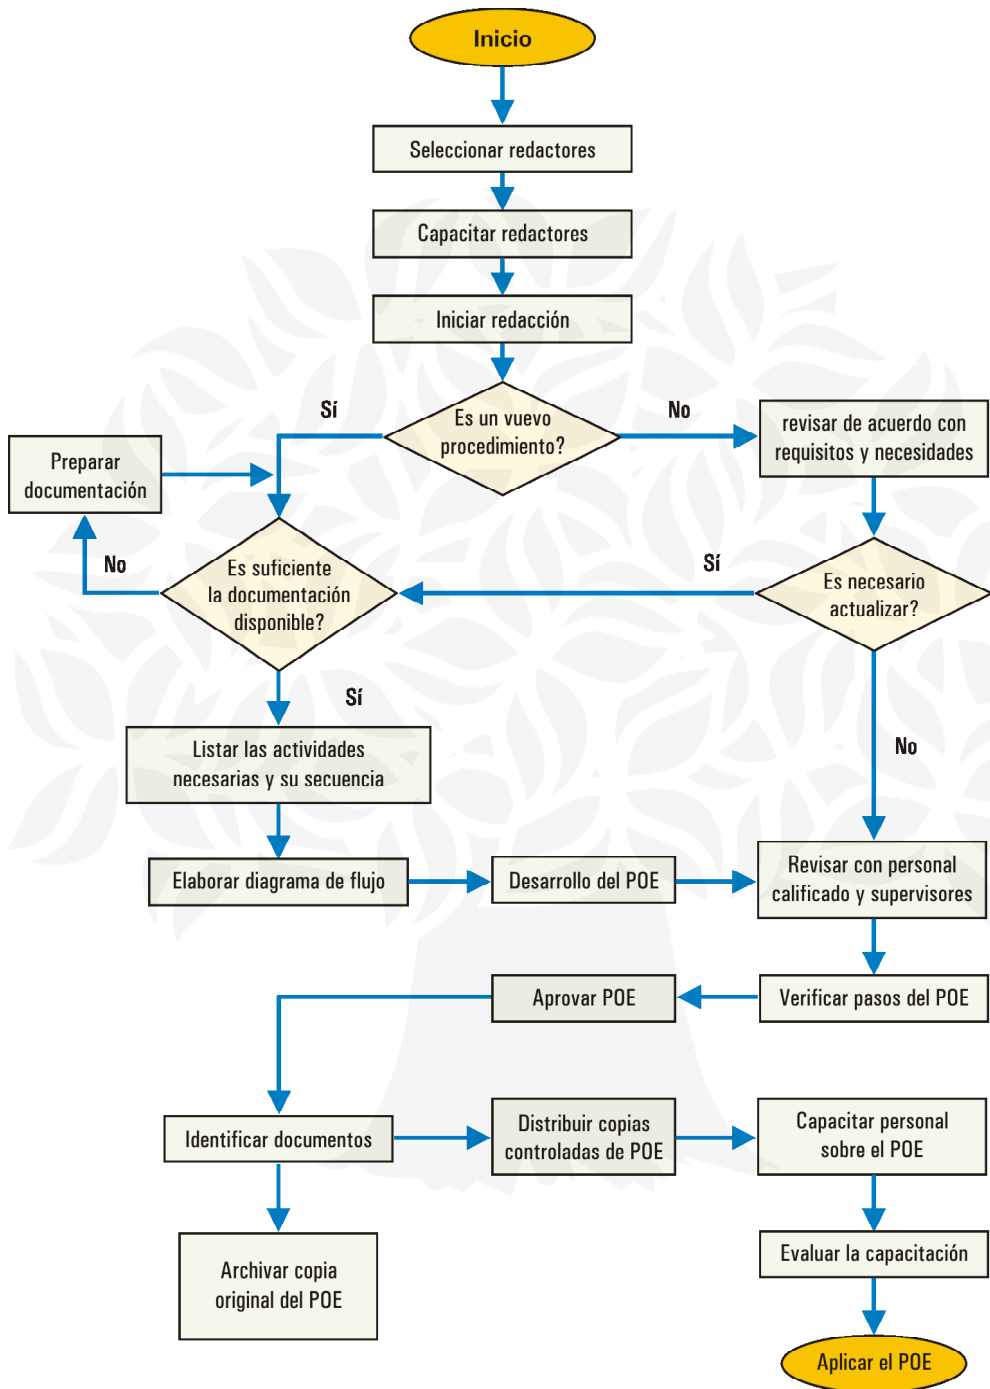 Inicio
Seleccionar redactores
Capacitar redactores
Iniciar redacción
Es un vuevo
procedimiento?
Sí
No
revisar de acuerdo con
requisitos y necesidades
Preparar
documentación
No
Es suficiente
la documentación
disponible?
Sí
Es necesario
actualizar?
Sí
No
Listar las actividades
necesarias y su secuencia
Elaborar diagrama de flujo
Desarrollo del POE
Revisar con personal
calificado y supervisores
Aprovar POE
Verificar pasos del POE
Identificar documentos
Distribuir copias
controladas de POE
Capacitar personal
sobre el POE
Archivar copia
original del POE
Evaluar la capacitación
Aplicar el POE